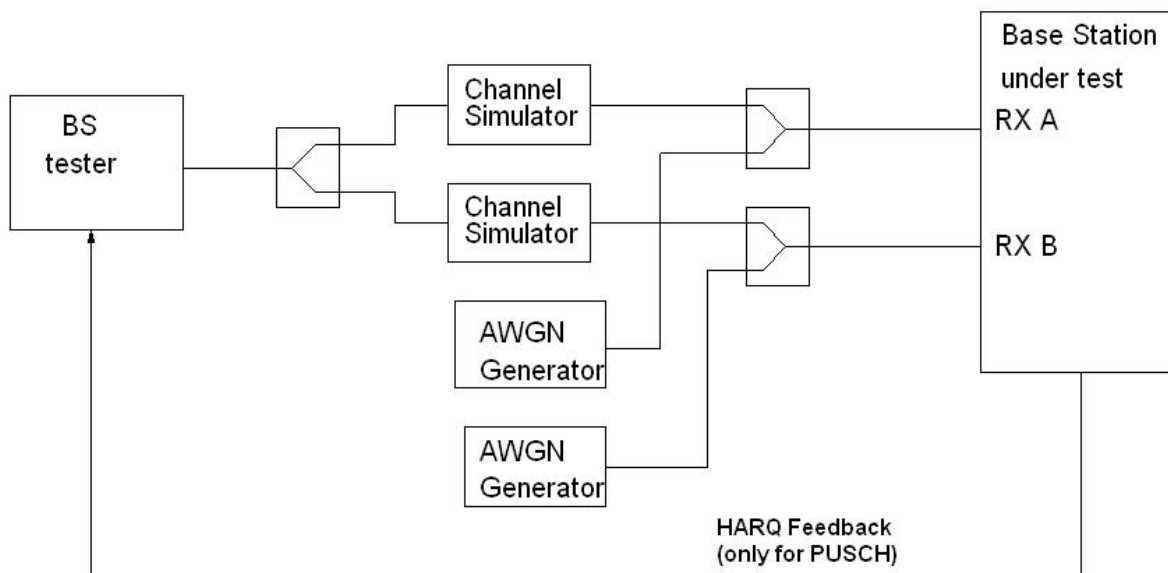 BS
tester
Channel
Simulator
Channel
Simulator
AWGN
Generator
AWGN
Generator
Base Station
under test
RX A
RX B
HARQ Feedback
(only for PUSCH)